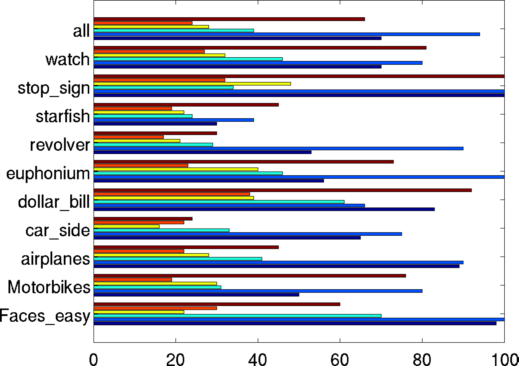 all
watch
stop_sign
starfish
revolver
euphonium
dollar_bill
car_side
airplanes
Motorbikes
Faces_easy
0 20 40 60 80 100